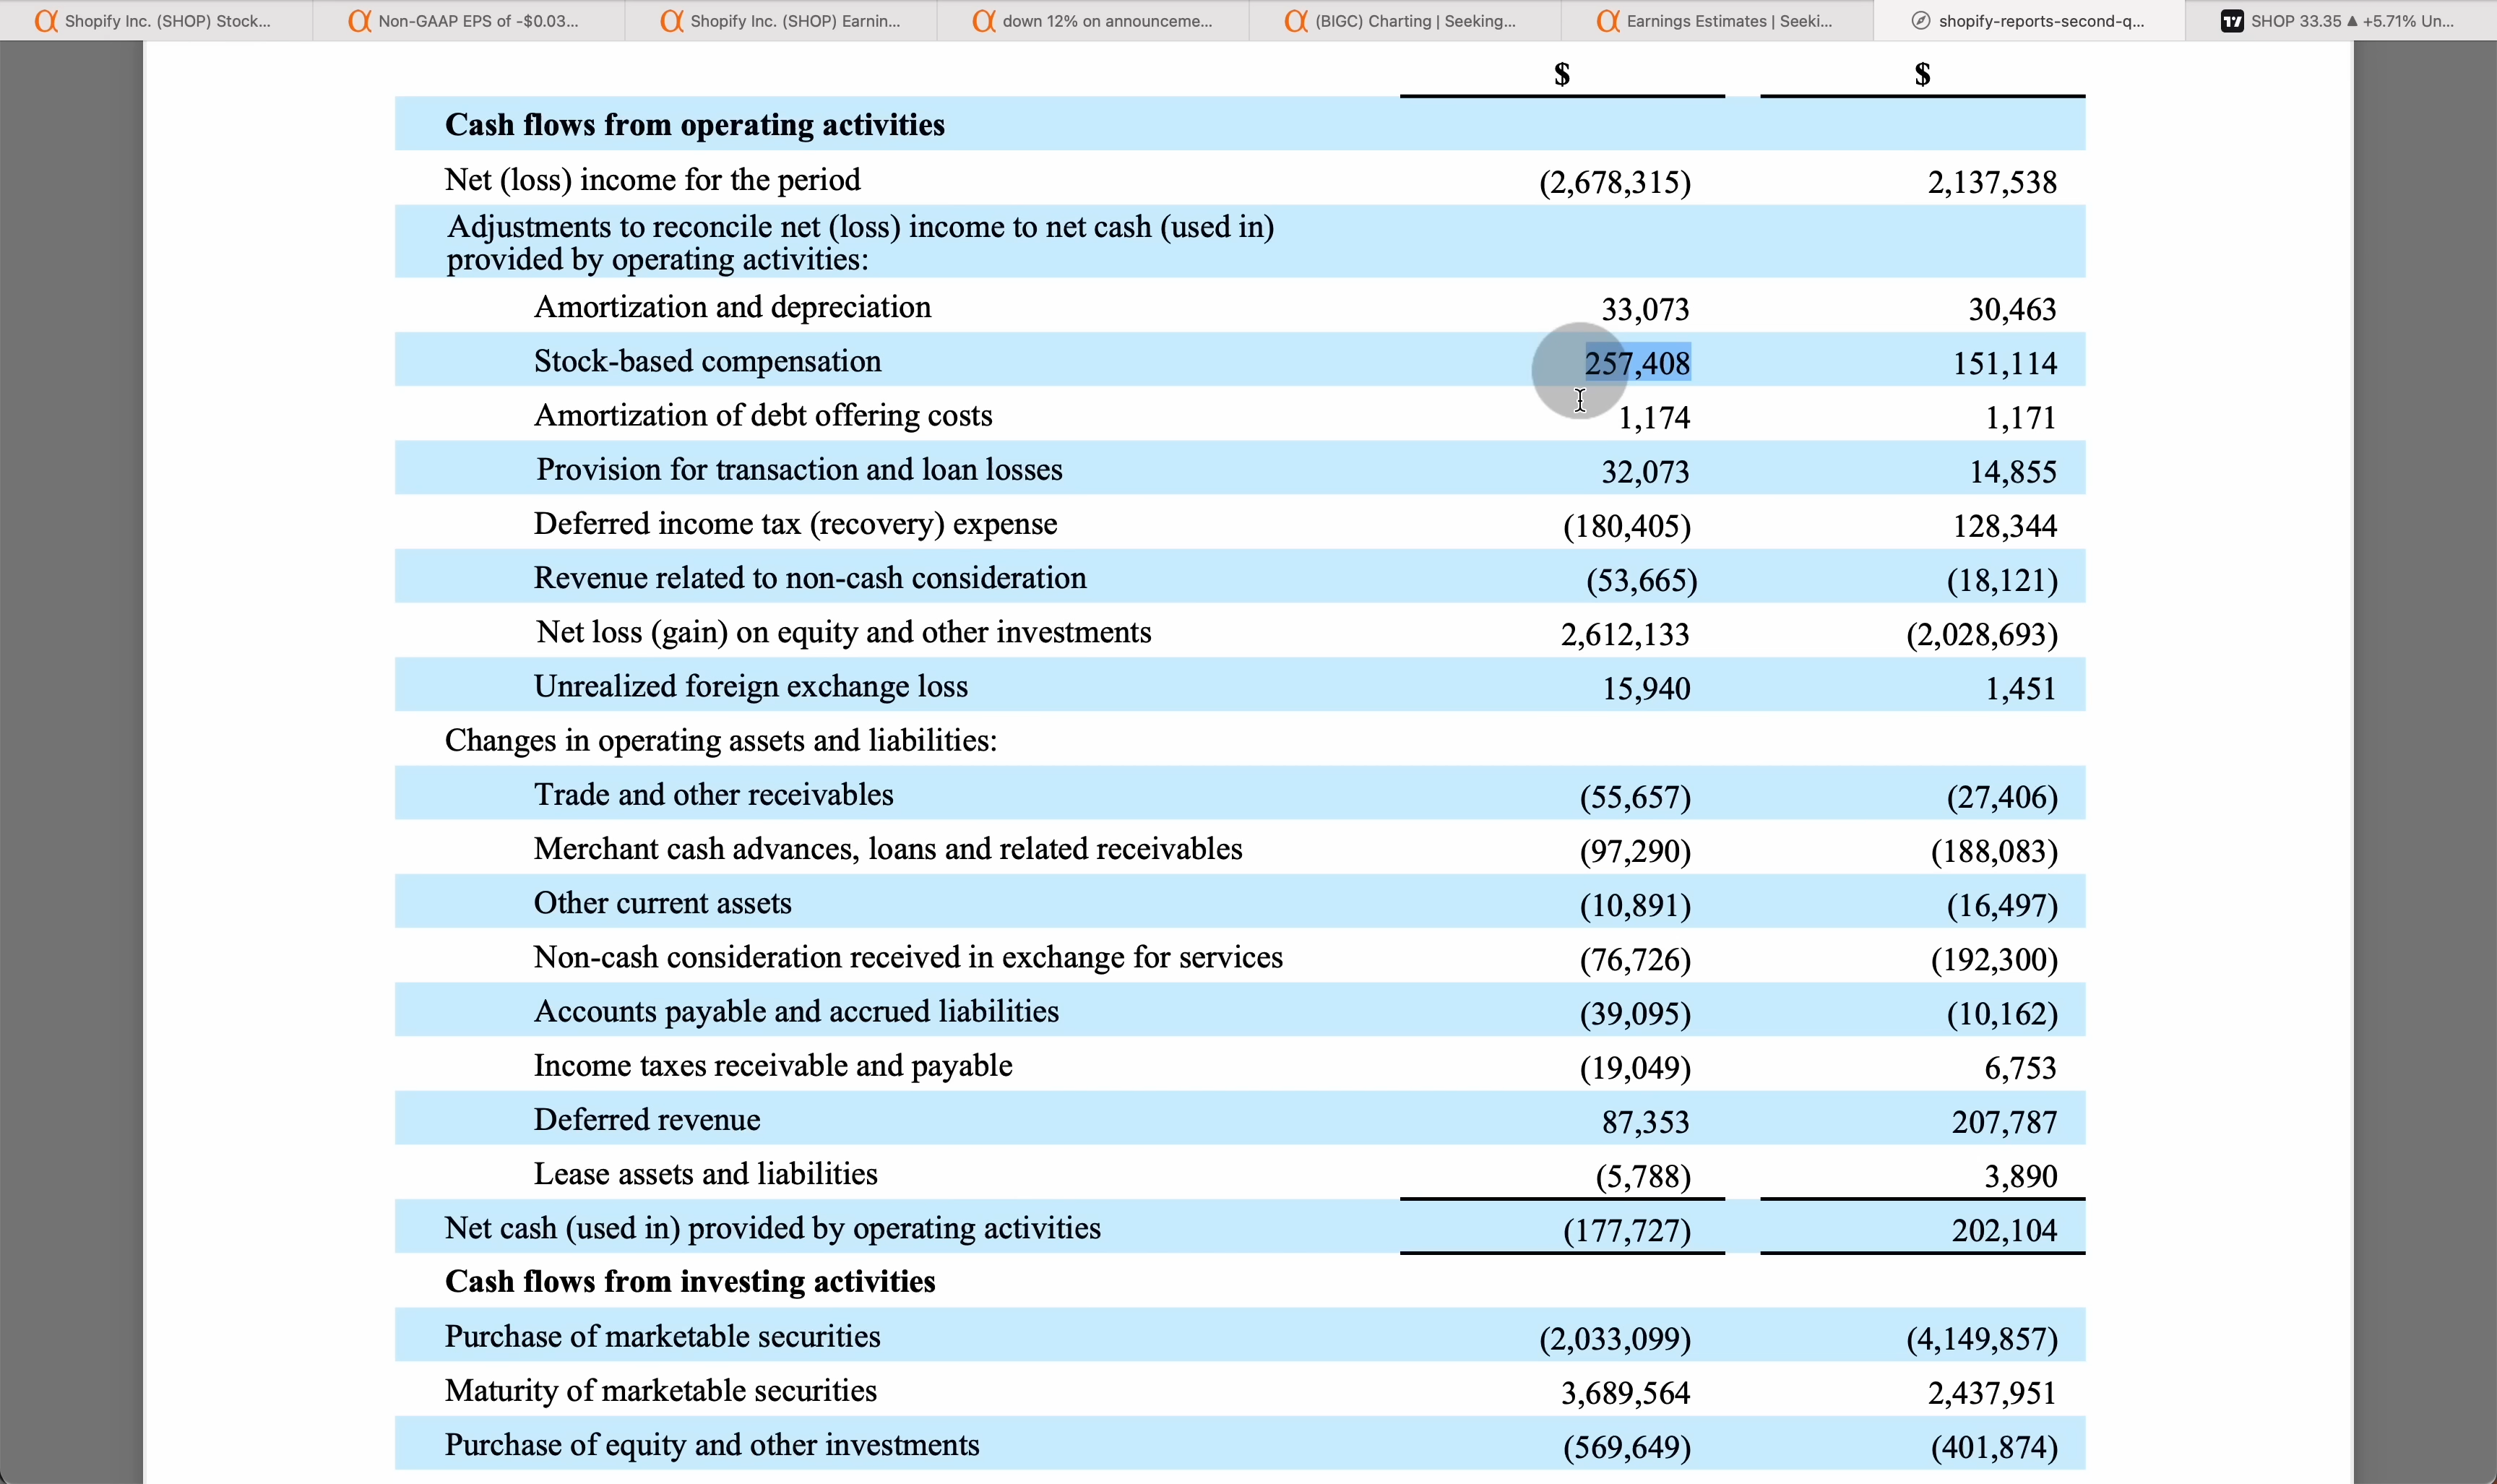 Shopify Inc. (SHOP) Stock...
Non-GAAP EPS of -$0.03...
Shopify Inc. (SHOP) Earnin...
down 12% on announceme...
(BIGC) Charting | Seeking...
Earnings Estimates | Seeki...
shopify-reports-second-q...
SHOP 33.35 ▲ +5.71% Un...
$ $
Cash flows from operating activities
Net (loss) income for the period (2,678,315) 2,137,538
Adjustments to reconcile net (loss) income to net cash (used in)
provided by operating activities:
Amortization and depreciation 33,073 30,463
Stock-based compensation 257,408 151,114
Amortization of debt offering costs 1,174 1,171
Provision for transaction and loan losses 32,073 14,855
Deferred income tax (recovery) expense (180,405) 128,344
Revenue related to non-cash consideration (53,665) (18,121)
Net loss (gain) on equity and other investments 2,612,133 (2,028,693)
Unrealized foreign exchange loss 15,940 1,451
Changes in operating assets and liabilities:
Trade and other receivables (55,657) (27,406)
Merchant cash advances, loans and related receivables (97,290) (188,083)
Other current assets (10,891) (16,497)
Non-cash consideration received in exchange for services (76,726) (192,300)
Accounts payable and accrued liabilities (39,095) (10,162)
Income taxes receivable and payable (19,049) 6,753
Deferred revenue 87,353 207,787
Lease assets and liabilities (5,788) 3,890
Net cash (used in) provided by operating activities (177,727) 202,104
Cash flows from investing activities
Purchase of marketable securities (2,033,099) (4,149,857)
Maturity of marketable securities 3,689,564 2,437,951
Purchase of equity and other investments (569,649) (401,874)